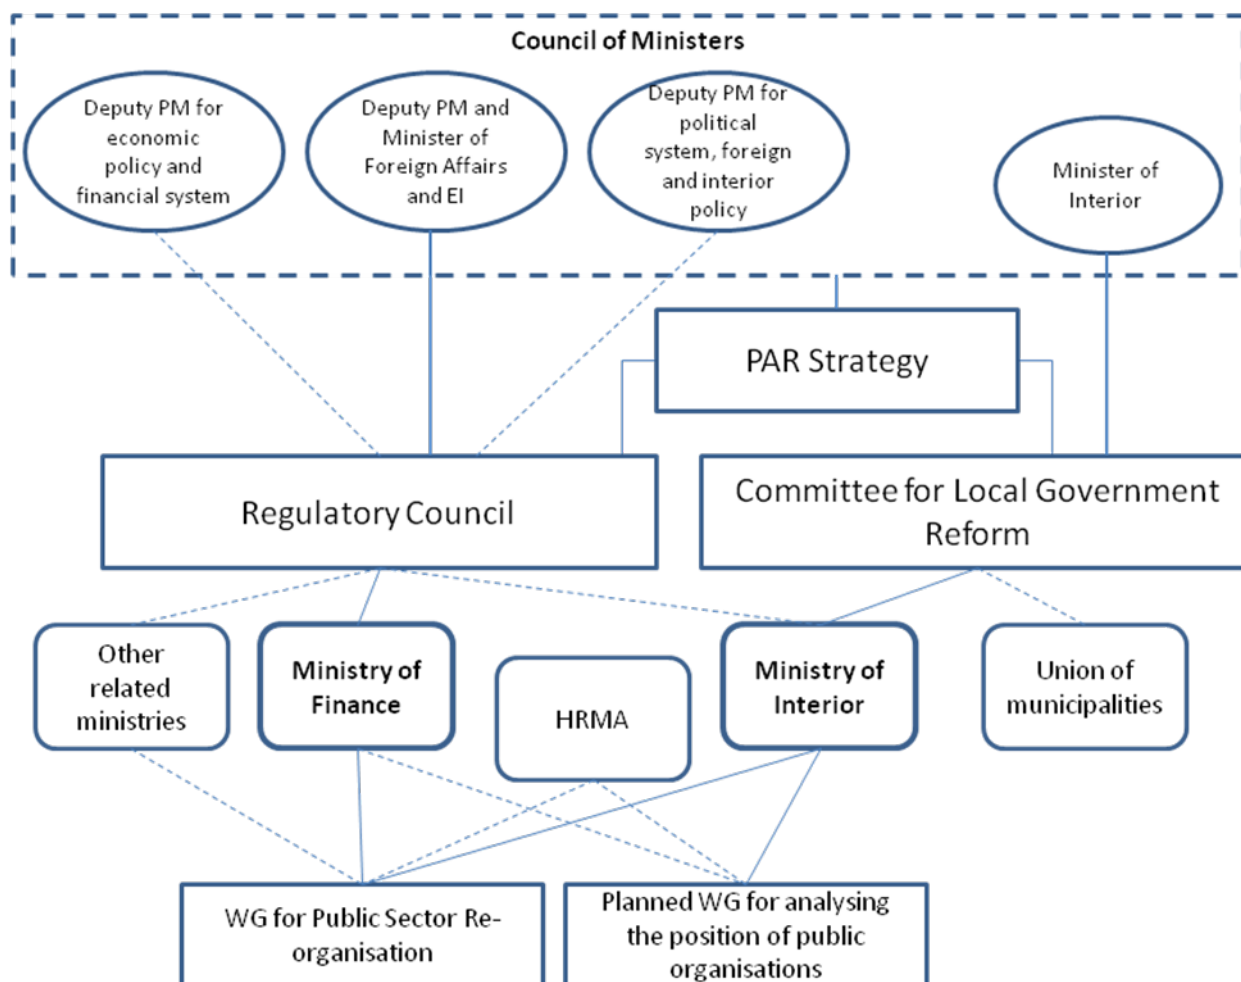 Council of Ministers
Deputy PM for
economic
policy and
financial system
Deputy PM and
Minister of
Foreign Affairs
and EI
Deputy PM for
political
system, foreign
and interior
policy
Minister of
Interior
PAR Strategy
Regulatory Council
Committee for Local Government
Reform
Other
related
ministries
Ministry of
Finance
HRMA
Ministry of
Interior
Union of
municipalities
WG for Public Sector Re-
organisation
Planned WG for analysing
the position of public
organisations